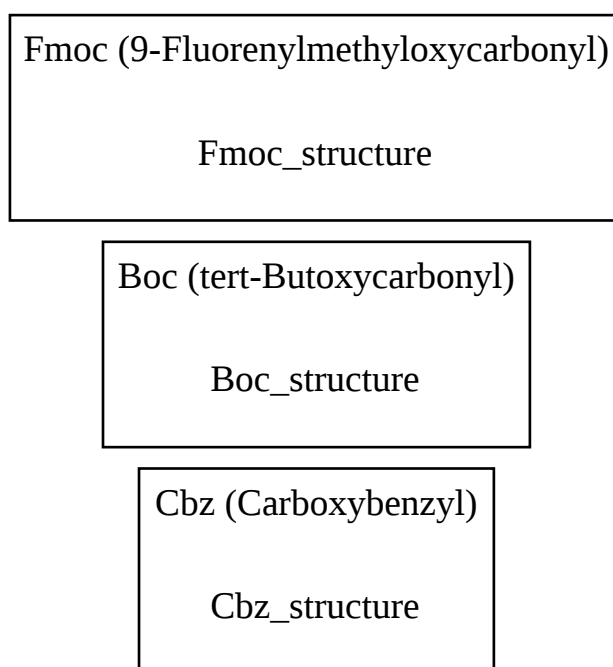 Fmoc (9-Fluorenylmethyloxycarbonyl)
Fmoc_structure
Boc (tert-Butoxycarbonyl)
Boc_structure
Cbz (Carboxybenzyl)
Cbz_structure